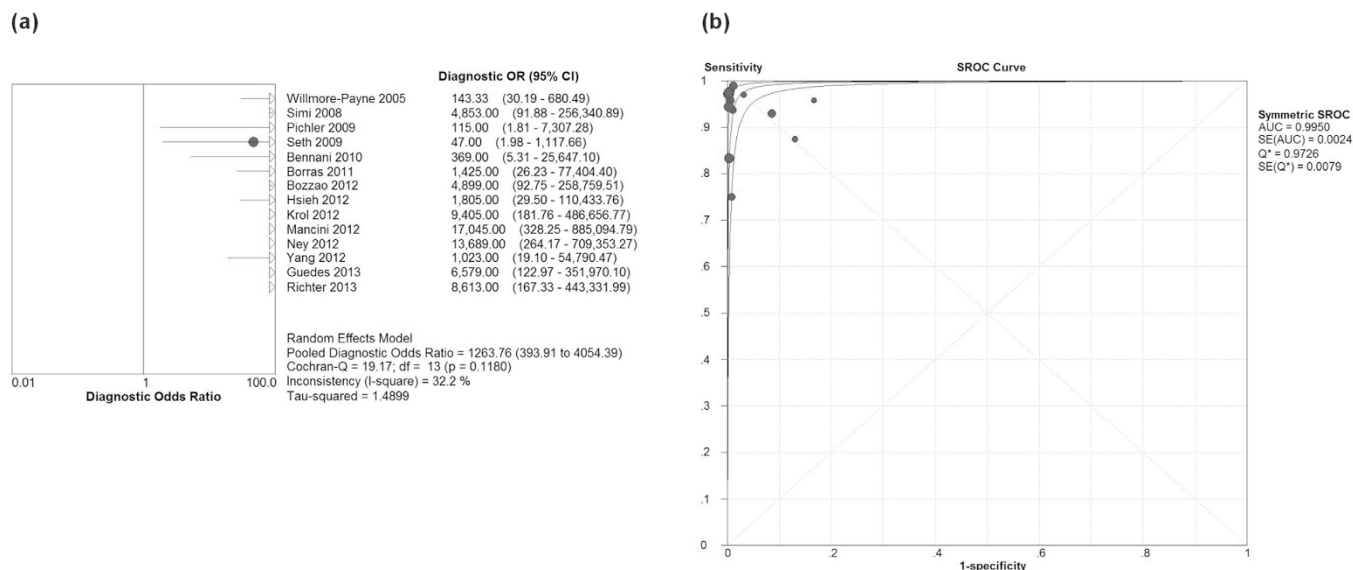 (a)
Diagnostic OR (95% CI)
Willmore-Payne 2005 143.33 (30.19 - 680.49)
Simi 2008 4,853.00 (91.88 - 256,340.89)
Pichler 2009 115.00 (1.81 - 7,307.28)
Seth 2009 47.00 (1.98 - 1,117.66)
Bennani 2010 369.00 (5.31 - 25,647.10)
Borras 2011 1,425.00 (26.23 - 77,404.40)
Bozzao 2012 4,899.00 (92.75 - 258,759.51)
Hsieh 2012 1,805.00 (29.50 - 110,433.76)
Krol 2012 9,405.00 (181.76 - 486,656.77)
Mancini 2012 17,045.00 (328.25 - 885,094.79)
Ney 2012 13,689.00 (264.17 - 709,353.27)
Yang 2012 1,023.00 (19.10 - 54,790.47)
Guedes 2013 6,579.00 (122.97 - 351,970.10)
Richter 2013 8,613.00 (167.33 - 443,331.99)
Random Effects Model
Pooled Diagnostic Odds Ratio = 1263.76 (393.91 to 4054.39)
Cochran-Q = 19.17; df = 13 (p = 0.1180)
Inconsistency (I-square) = 32.2 %
Tau-squared = 1.4899
0.01 1 100.0
Diagnostic Odds Ratio
(b)
Sensitivity SROC Curve
1
.9
.8
.7
.6
.5
.4
.3
.2
.1
0
0 .2 .4 .6 .8 1
1-specificity
Symmetric SROC
AUC = 0.9950
SE(AUC) = 0.0024
Q* = 0.9726
SE(Q*) = 0.0079